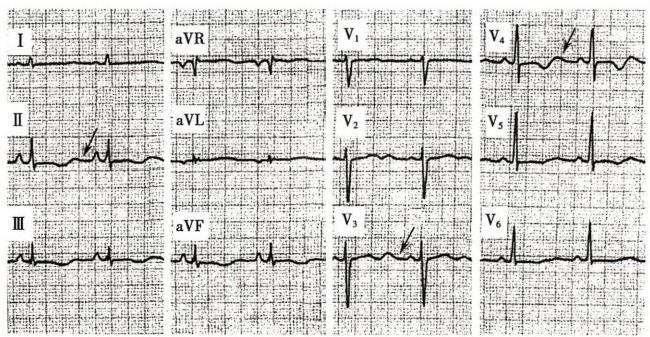 Ⅰ
Ⅱ
Ⅲ
aVR
aVL
aVF
V₁
V₂
V₃
V₄
V₅
V₆